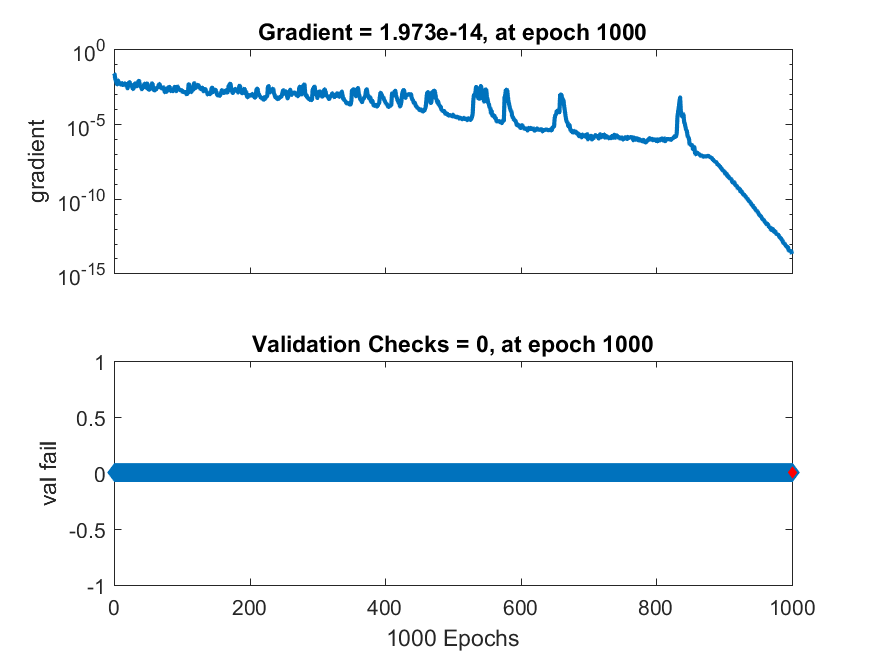 Gradient = 1.973e-14, at epoch 1000
10^0
10^-5
10^-10
10^-15
gradient
Validation Checks = 0, at epoch 1000
1
0.5
0
-0.5
-1
val fail
0 200 400 600 800 1000
1000 Epochs